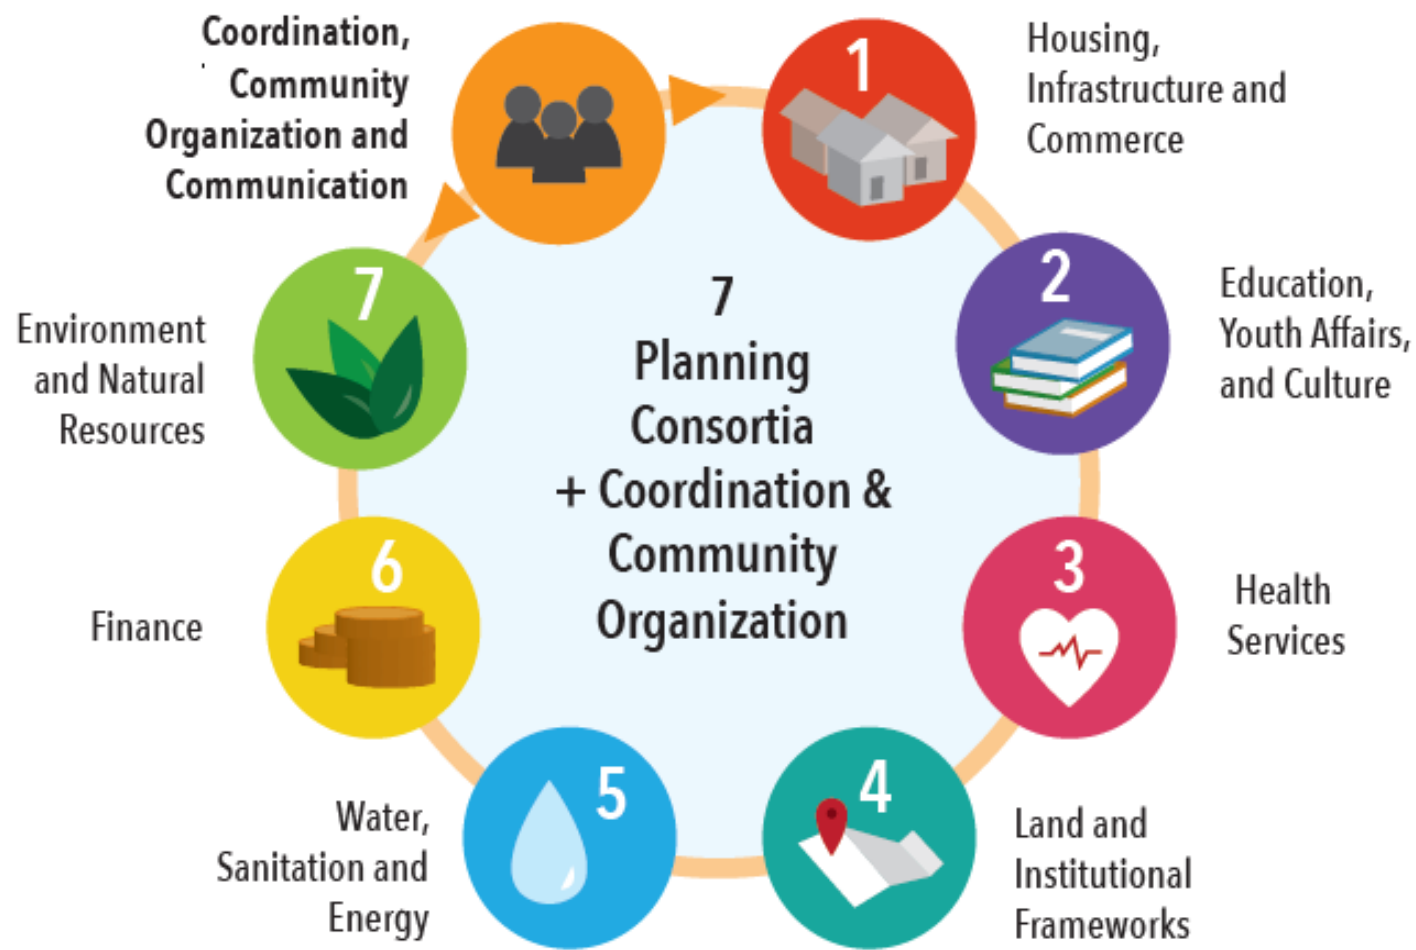 Coordination,
Community
Organization and
Communication
1
Housing,
Infrastructure and
Commerce
2
Education,
Youth Affairs,
and Culture
3
Health
Services
4
Land and
Institutional
Frameworks
5
Water,
Sanitation and
Energy
6
Finance
7
Environment
and Natural
Resources
7
Planning
Consortia
+ Coordination &
Community
Organization